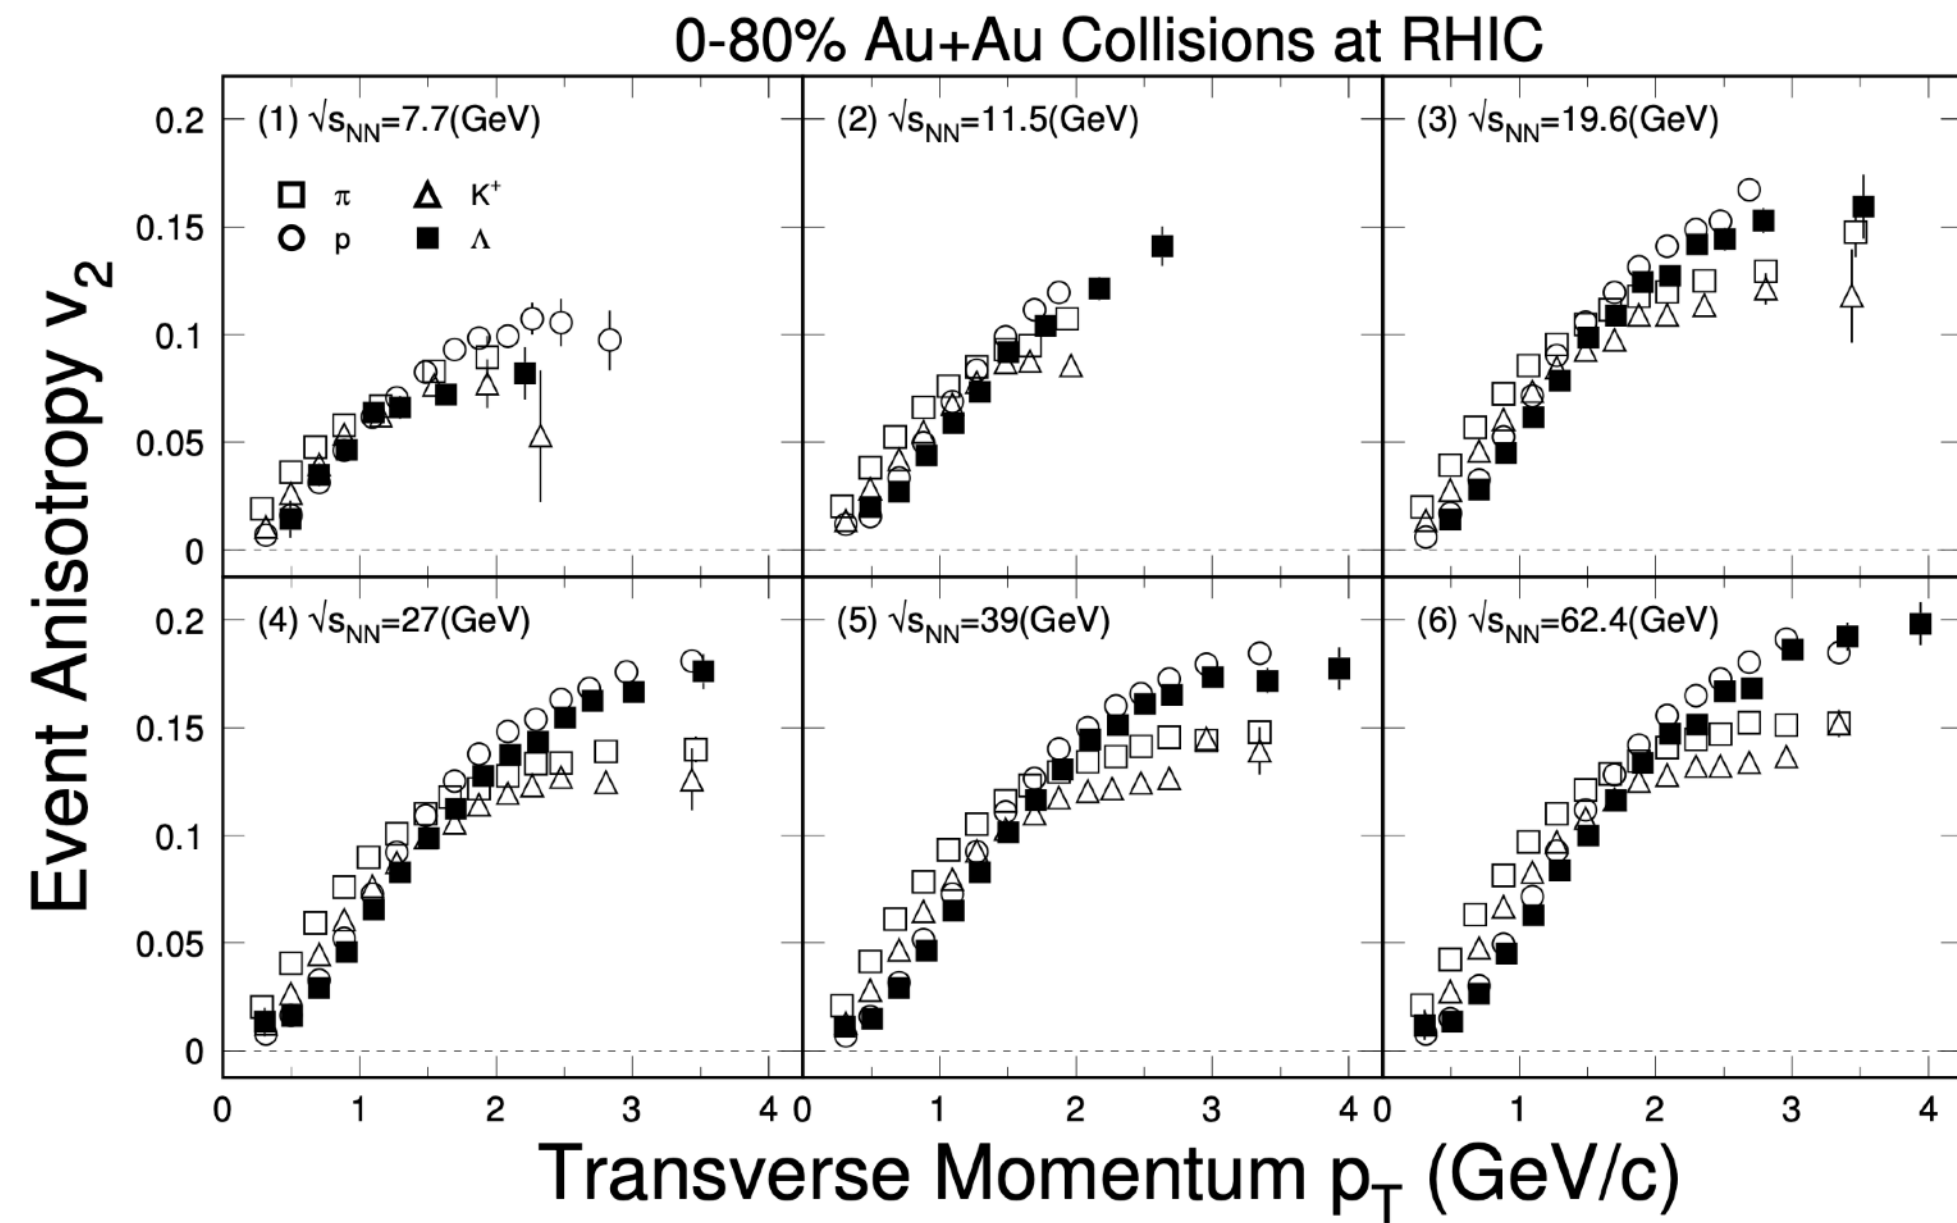 0-80% Au+Au Collisions at RHIC
(1) √sNN=7.7(GeV)
(2) √sNN=11.5(GeV)
(3) √sNN=19.6(GeV)
π K+
p Λ
0.2
0.15
0.1
0.05
0
(4) √sNN=27(GeV)
(5) √sNN=39(GeV)
(6) √sNN=62.4(GeV)
0.2
0.15
0.1
0.05
0
0 1 2 3 4 0 1 2 3 4 0 1 2 3 4
Event Anisotropy v2
Transverse Momentum pT (GeV/c)